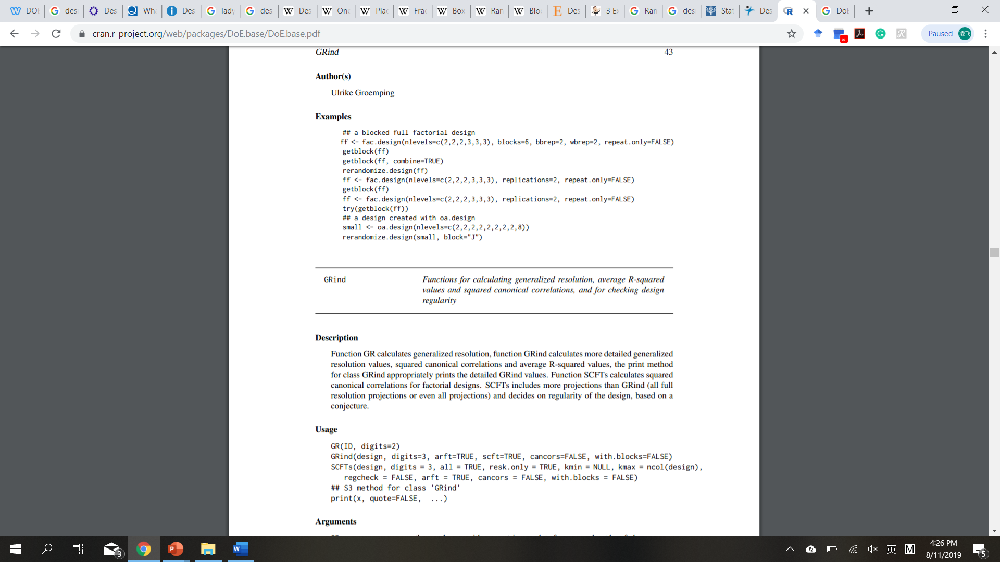 DOE
desi
Des
Wha
Des
lady
des
Des
One
Plac
Frac
Box
Ran
Blo
Des
3 Ex
Ran
des
Stat
Des
DoE
cran.r-project.org/web/packages/DoE.base/DoE.base.pdf
Paused
凌飞
GRind 43
Author(s)
Ulrike Groemping
Examples
## a blocked full factorial design
ff <- fac.design(nlevels=c(2,2,2,3,3,3), blocks=6, bbrep=2, wbrep=2, repeat.only=FALSE)
getblock(ff)
getblock(ff, combine=TRUE)
rerandomize.design(ff)
ff <- fac.design(nlevels=c(2,2,2,3,3,3), replications=2, repeat.only=FALSE)
getblock(ff)
ff <- fac.design(nlevels=c(2,2,2,3,3,3), replications=2, repeat.only=FALSE)
try(getblock(ff))
## a design created with oa.design
small <- oa.design(nlevels=c(2,2,2,2,2,2,2,2,8))
rerandomize.design(small, block="J")
GRind Functions for calculating generalized resolution, average R-squared
values and squared canonical correlations, and for checking design
regularity
Description
Function GR calculates generalized resolution, function GRind calculates more detailed generalized
resolution values, squared canonical correlations and average R-squared values, the print method
for class GRind appropriately prints the detailed GRind values. Function SCFTs calculates squared
canonical correlations for factorial designs. SCFTs includes more projections than GRind (all full
resolution projections or even all projections) and decides on regularity of the design, based on a
conjecture.
Usage
GR(ID, digits=2)
GRind(design, digits=3, arft=TRUE, scft=TRUE, cancors=FALSE, with.blocks=FALSE)
SCFTs(design, digits = 3, all = TRUE, resk.only = TRUE, kmin = NULL, kmax = ncol(design),
regcheck = FALSE, arft = TRUE, cancors = FALSE, with.blocks = FALSE)
## S3 method for class 'GRind'
print(x, quote=FALSE, ...)
Arguments
3
英
M
4:26 PM
8/11/2019
5